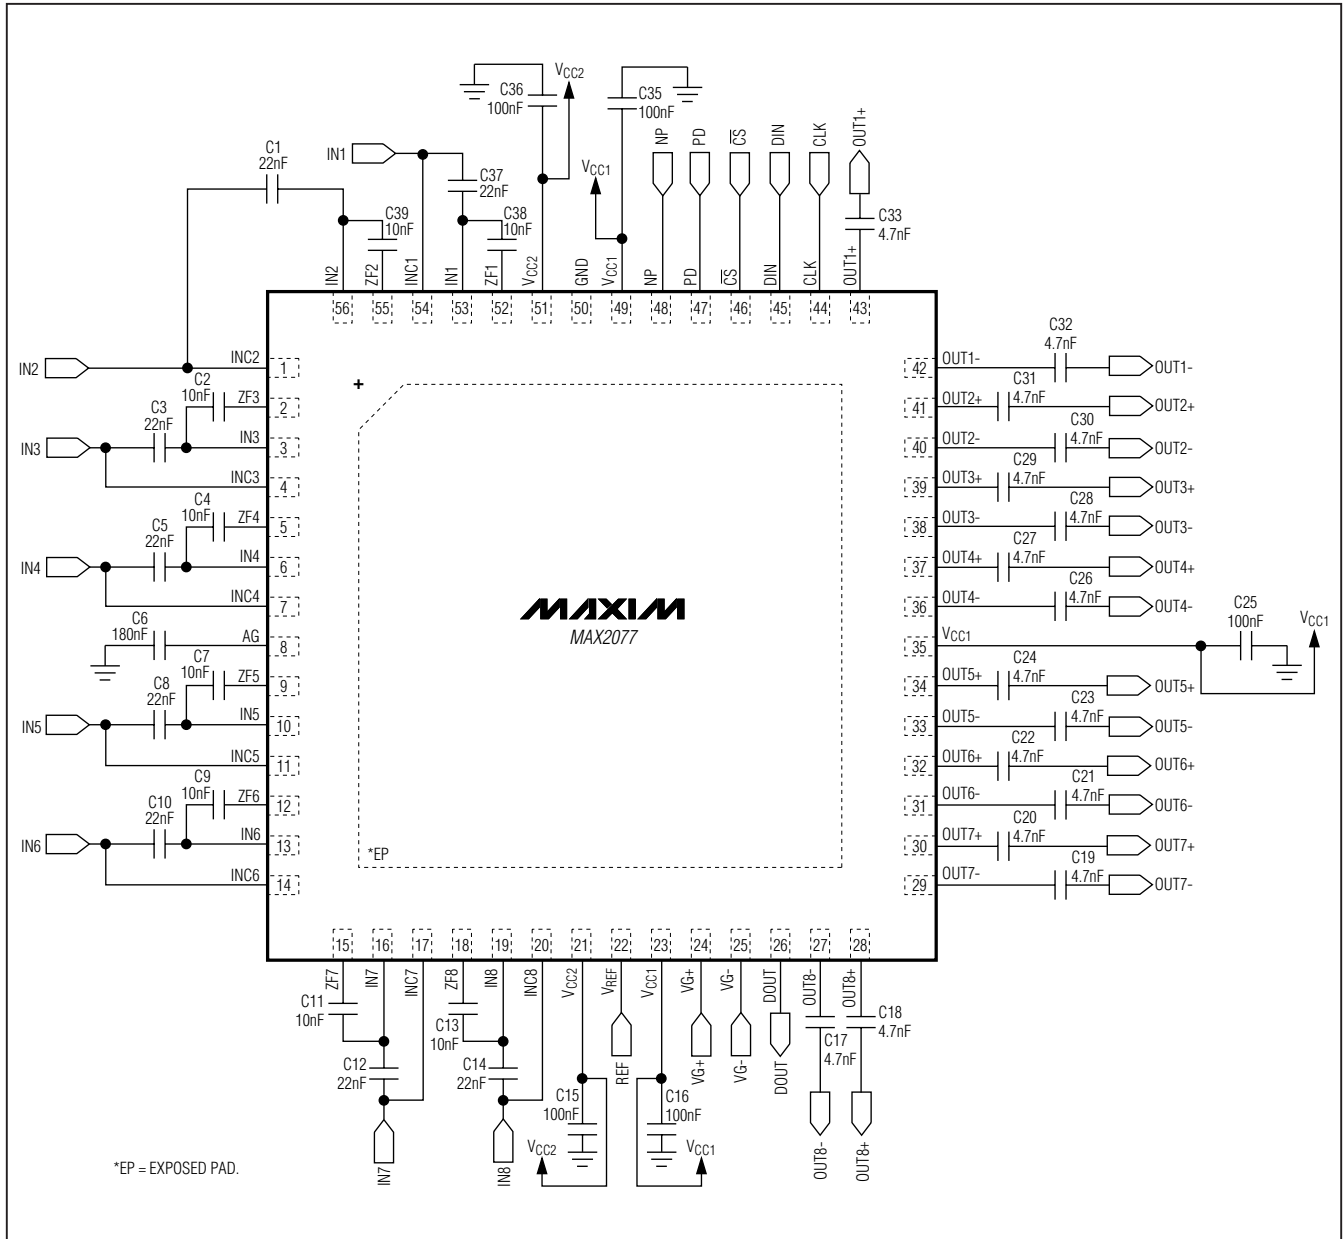 VCC2
C36
100nF
C35
100nF
NP
PD
CS
DIN
CLK
OUT1+
C1
22nF
IN1
C37
22nF
VCC1
C39
10nF
C38
10nF
C33
4.7nF
IN2
ZF2
INC1
IN1
ZF1
VCC2
GND
VCC1
NP
PD
CS
DIN
CLK
OUT1+
56
55
54
53
52
51
50
49
48
47
46
45
44
43
IN2
INC2
1
C2
10nF
ZF3
2
C3
22nF
IN3
IN3
3
INC3
4
C4
10nF
ZF4
5
C5
22nF
IN4
IN4
6
INC4
7
C6
180nF
AG
8
C7
10nF
ZF5
9
C8
22nF
IN5
IN5
10
INC5
11
C9
10nF
ZF6
12
C10
22nF
IN6
IN6
13
INC6
14
+
MAXIM
MAX2077
*EP
42
OUT1-
C32
4.7nF
OUT1-
41
OUT2+
C31
4.7nF
OUT2+
40
OUT2-
C30
4.7nF
OUT2-
39
OUT3+
C29
4.7nF
OUT3+
38
OUT3-
C28
4.7nF
OUT3-
37
OUT4+
C27
4.7nF
OUT4+
36
OUT4-
C26
4.7nF
OUT4-
35
VCC1
C25
100nF
VCC1
34
OUT5+
C24
4.7nF
OUT5+
33
OUT5-
C23
4.7nF
OUT5-
32
OUT6+
C22
4.7nF
OUT6+
31
OUT6-
C21
4.7nF
OUT6-
30
OUT7+
C20
4.7nF
OUT7+
29
OUT7-
C19
4.7nF
OUT7-
15
16
17
18
19
20
21
22
23
24
25
26
27
28
ZF7
IN7
INC7
ZF8
IN8
INC8
VCC2
VREF
VCC1
VG+
VG-
DOUT
OUT8-
OUT8+
C11
10nF
C12
22nF
C13
10nF
C14
22nF
C15
100nF
REF
C16
100nF
VG+
VG-
DOUT
C17
4.7nF
C18
4.7nF
VCC2
VCC1
IN7
IN8
OUT8-
OUT8+
*EP = EXPOSED PAD.